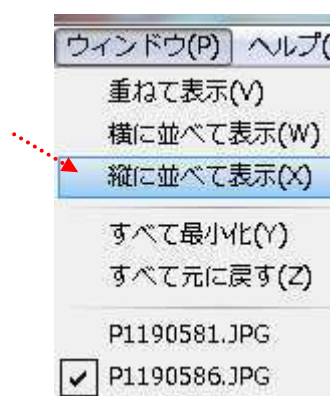 ウィンドウ(P) ヘルプ(
重ねて表示(V)
横に並べて表示(W)
縦に並べて表示(X)
すべて最小化(Y)
すべて元に戻す(Z)
P1190581.JPG
P1190586.JPG